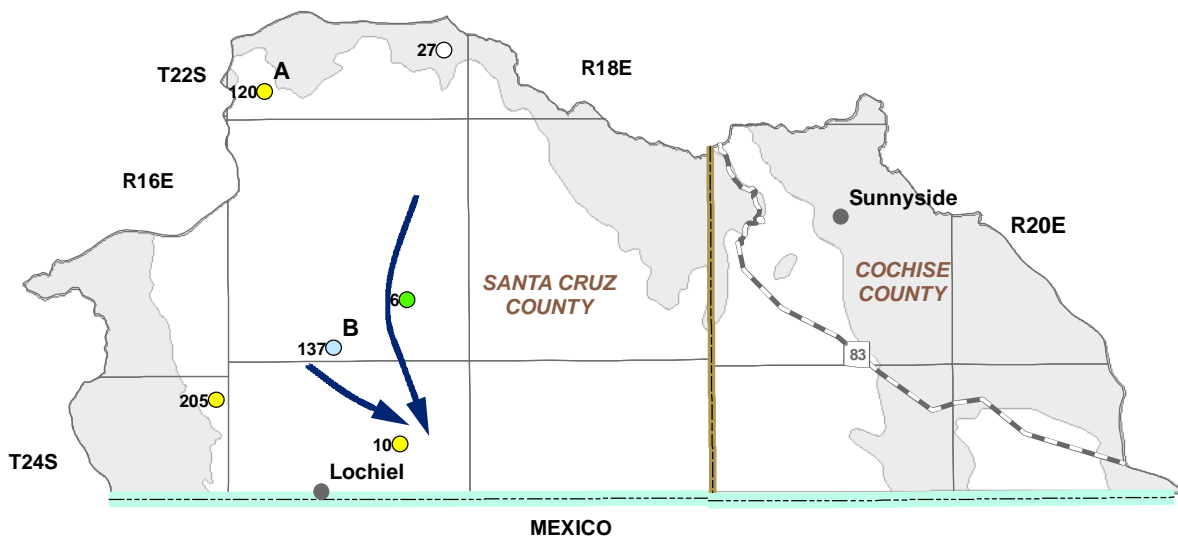 27
T22S
A
R18E
120
R16E
Sunnyside
R20E
SANTA CRUZ
COUNTY
COCHISE
COUNTY
6
B
137
83
205
10
T24S
Lochiel
MEXICO